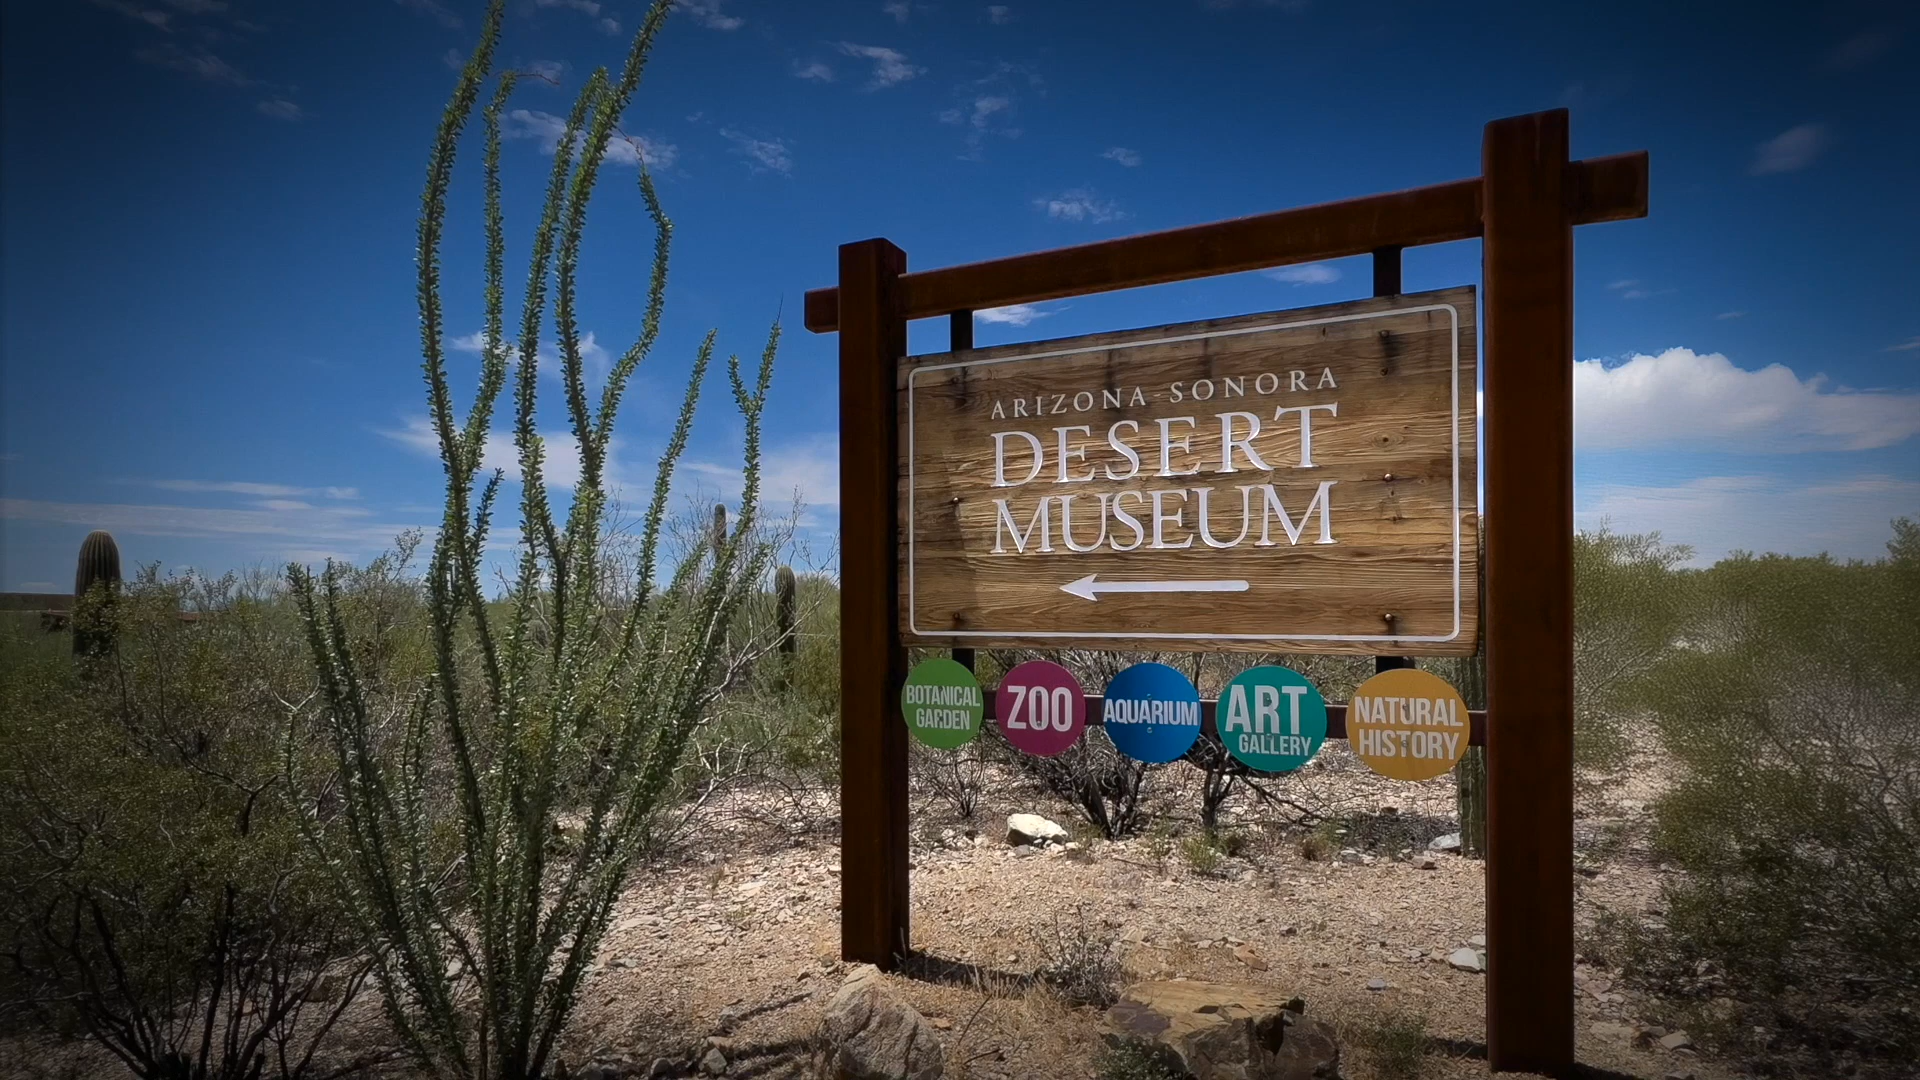 ARIZONA-SONORA
DESERT
MUSEUM
BOTANICAL
GARDEN
ZOO
AQUARIUM
ART
GALLERY
NATURAL
HISTORY